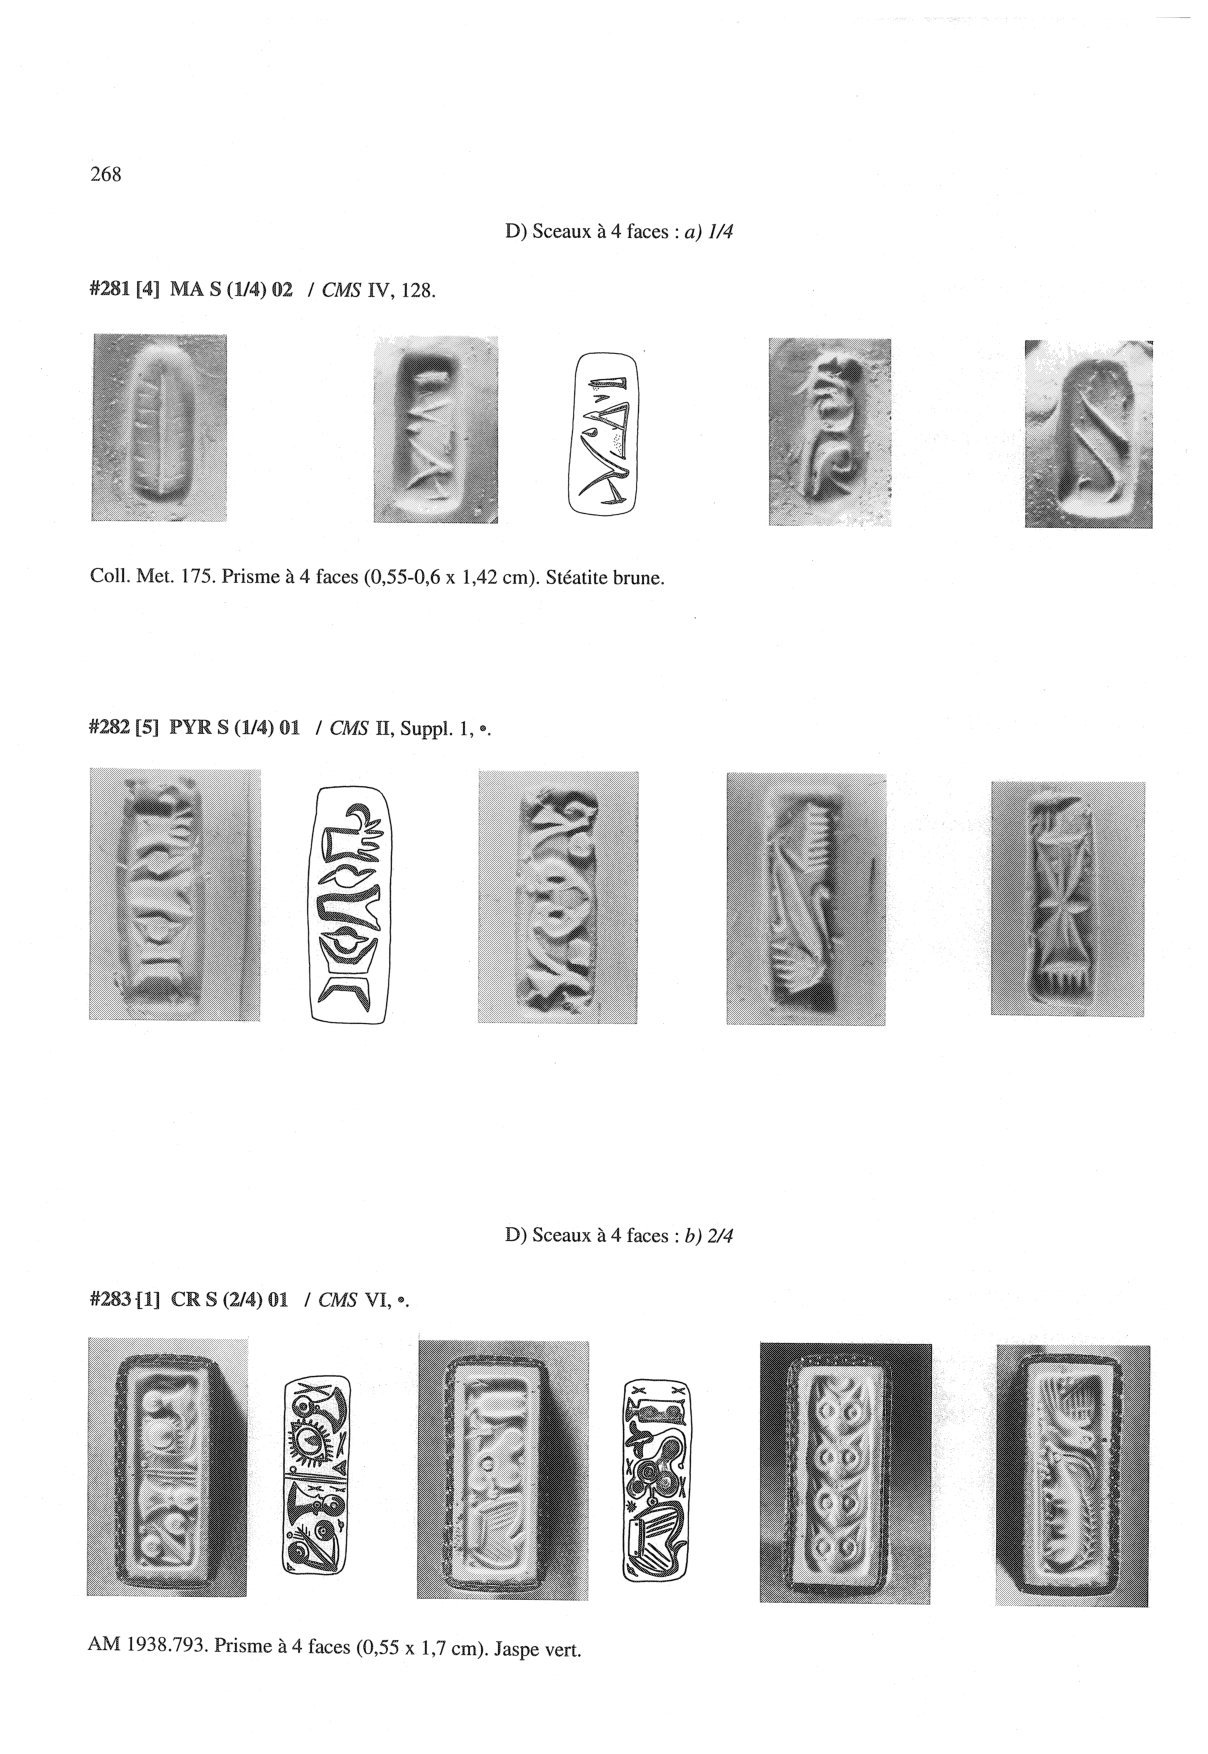 268
D) Sceaux à 4 faces : a) 1/4
#281 [4] MA S (1/4) 02 / CMS IV, 128.
Coll. Met. 175. Prisme à 4 faces (0,55-0,6 x 1,42 cm). Stéatite brune.
#282 [5] PYR S (1/4) 01 / CMS II, Suppl. 1, •.
D) Sceaux à 4 faces : b) 2/4
#283 [1] CR S (2/4) 01 / CMS VI, •.
AM 1938.793. Prisme à 4 faces (0,55 x 1,7 cm). Jaspe vert.